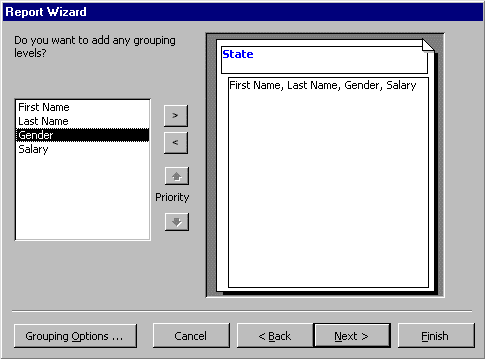 Report Wizard
Do you want to add any grouping
levels?
First Name
Last Name
Gender
Salary
>
<
Priority
State
First Name, Last Name, Gender, Salary
Grouping Options ...
Cancel
< Back
Next >
Finish